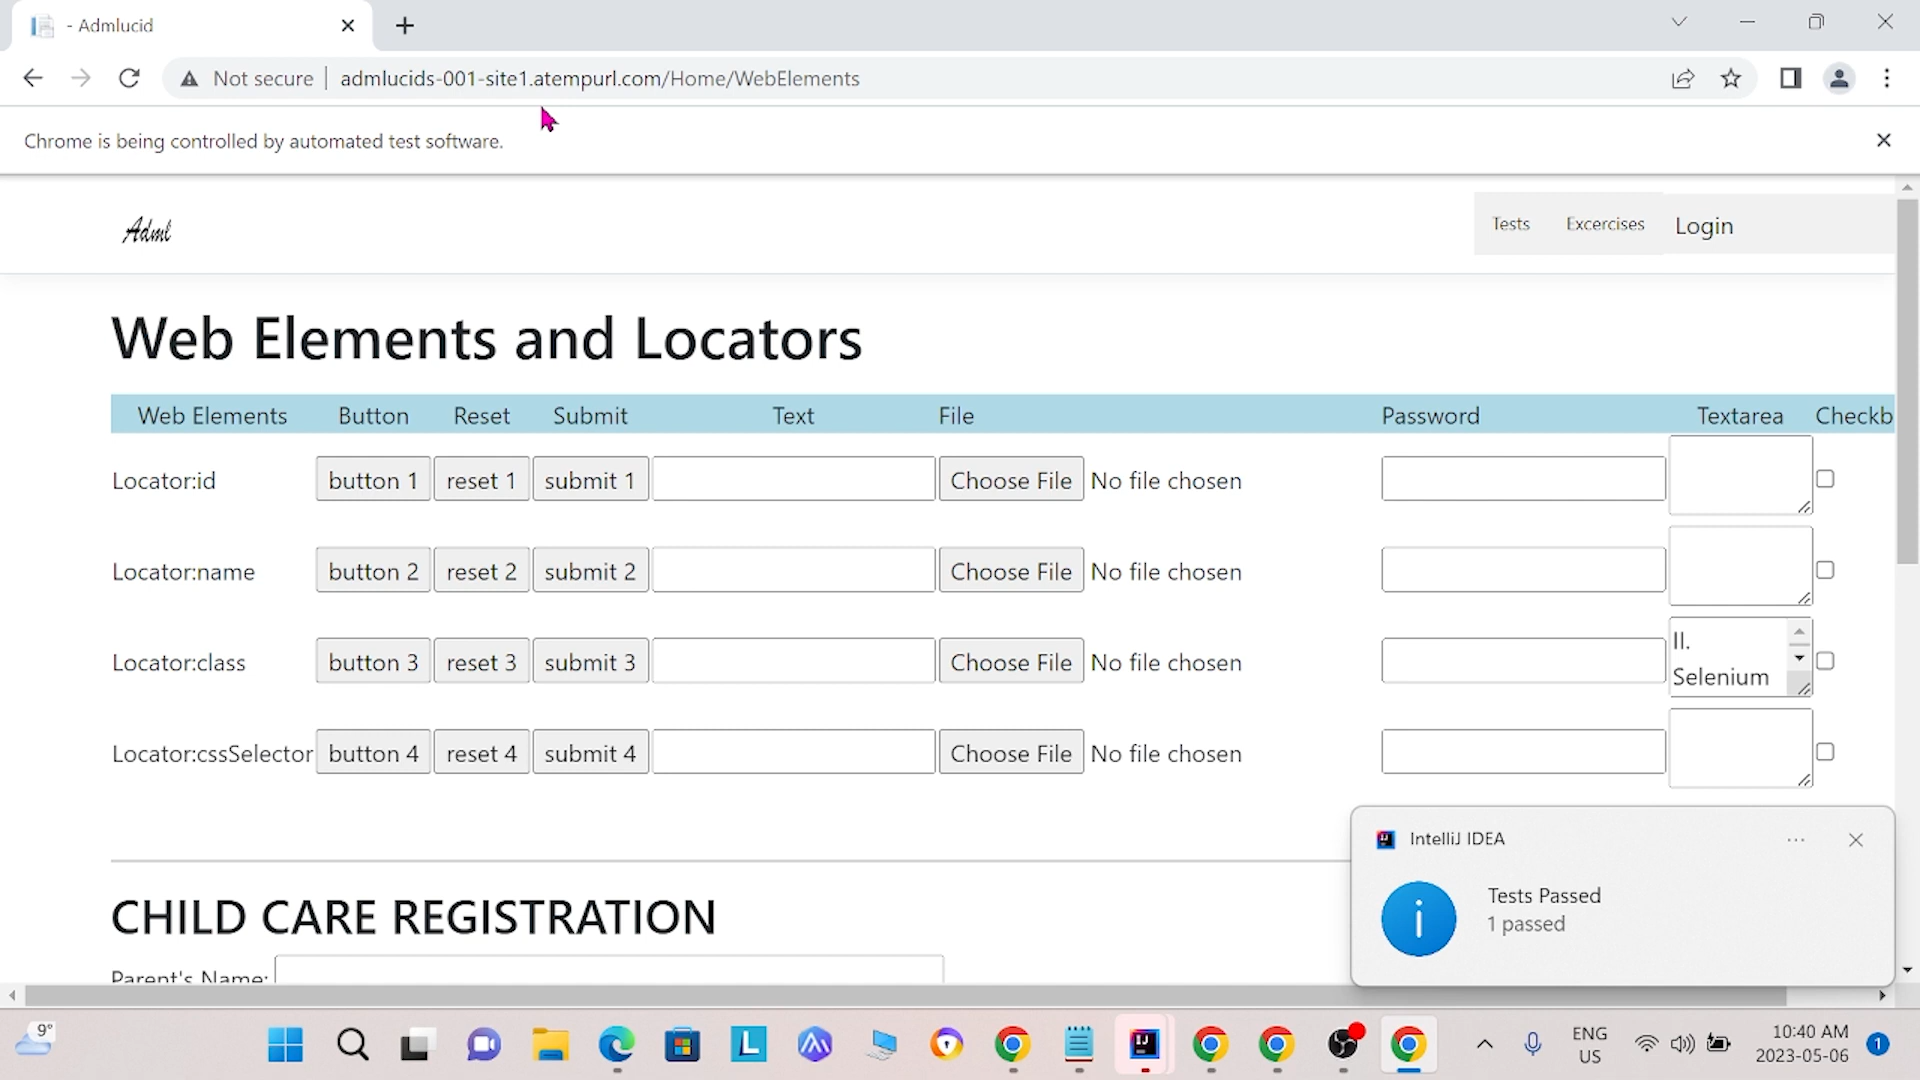 - Admlucid
Not secure
admlucids-001-site1.atempurl.com/Home/WebElements
Chrome is being controlled by automated test software.
Adml
Tests Excercises Login
Web Elements and Locators
Web Elements Button Reset Submit Text File Password Textarea Checkb
Locator:id button 1 reset 1 submit 1 Choose File No file chosen
Locator:name button 2 reset 2 submit 2 Choose File No file chosen
Locator:class button 3 reset 3 submit 3 Choose File No file chosen
II.
Selenium
Locator:cssSelector button 4 reset 4 submit 4 Choose File No file chosen
CHILD CARE REGISTRATION
Parent's Name:
IntelliJ IDEA
Tests Passed
1 passed
9°
ENG
US
10:40 AM
2023-05-06
1